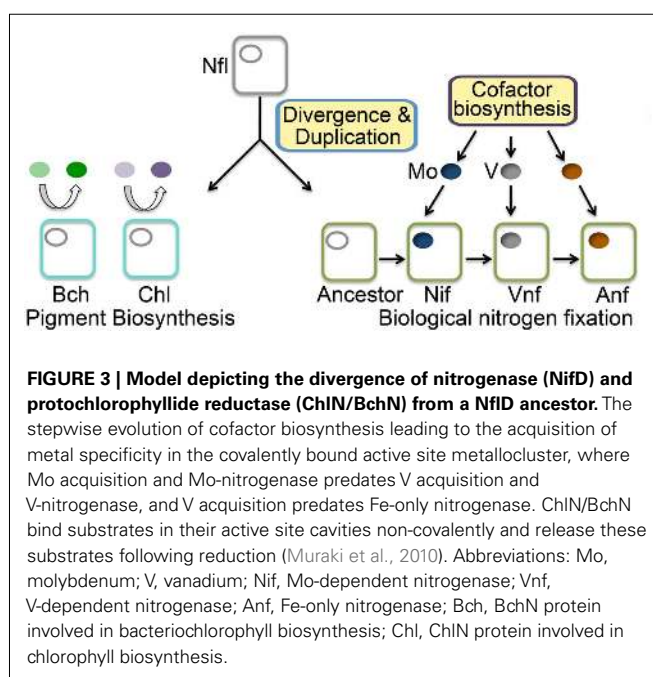 Nfl
Divergence &
Duplication
Cofactor
biosynthesis
Mo
V
Bch
Chl
Pigment Biosynthesis
Ancestor
Nif
Vnf
Anf
Biological nitrogen fixation
FIGURE 3 | Model depicting the divergence of nitrogenase (NifD) and
protochlorophyllide reductase (ChlN/BchN) from a NflD ancestor. The
stepwise evolution of cofactor biosynthesis leading to the acquisition of
metal specificity in the covalently bound active site metallocluster, where
Mo acquisition and Mo-nitrogenase predates V acquisition and
V-nitrogenase, and V acquisition predates Fe-only nitrogenase. ChlN/BchN
bind substrates in their active site cavities non-covalently and release these
substrates following reduction (Muraki et al., 2010). Abbreviations: Mo,
molybdenum; V, vanadium; Nif, Mo-dependent nitrogenase; Vnf,
V-dependent nitrogenase; Anf, Fe-only nitrogenase; Bch, BchN protein
involved in bacteriochlorophyll biosynthesis; Chl, ChlN protein involved in
chlorophyll biosynthesis.